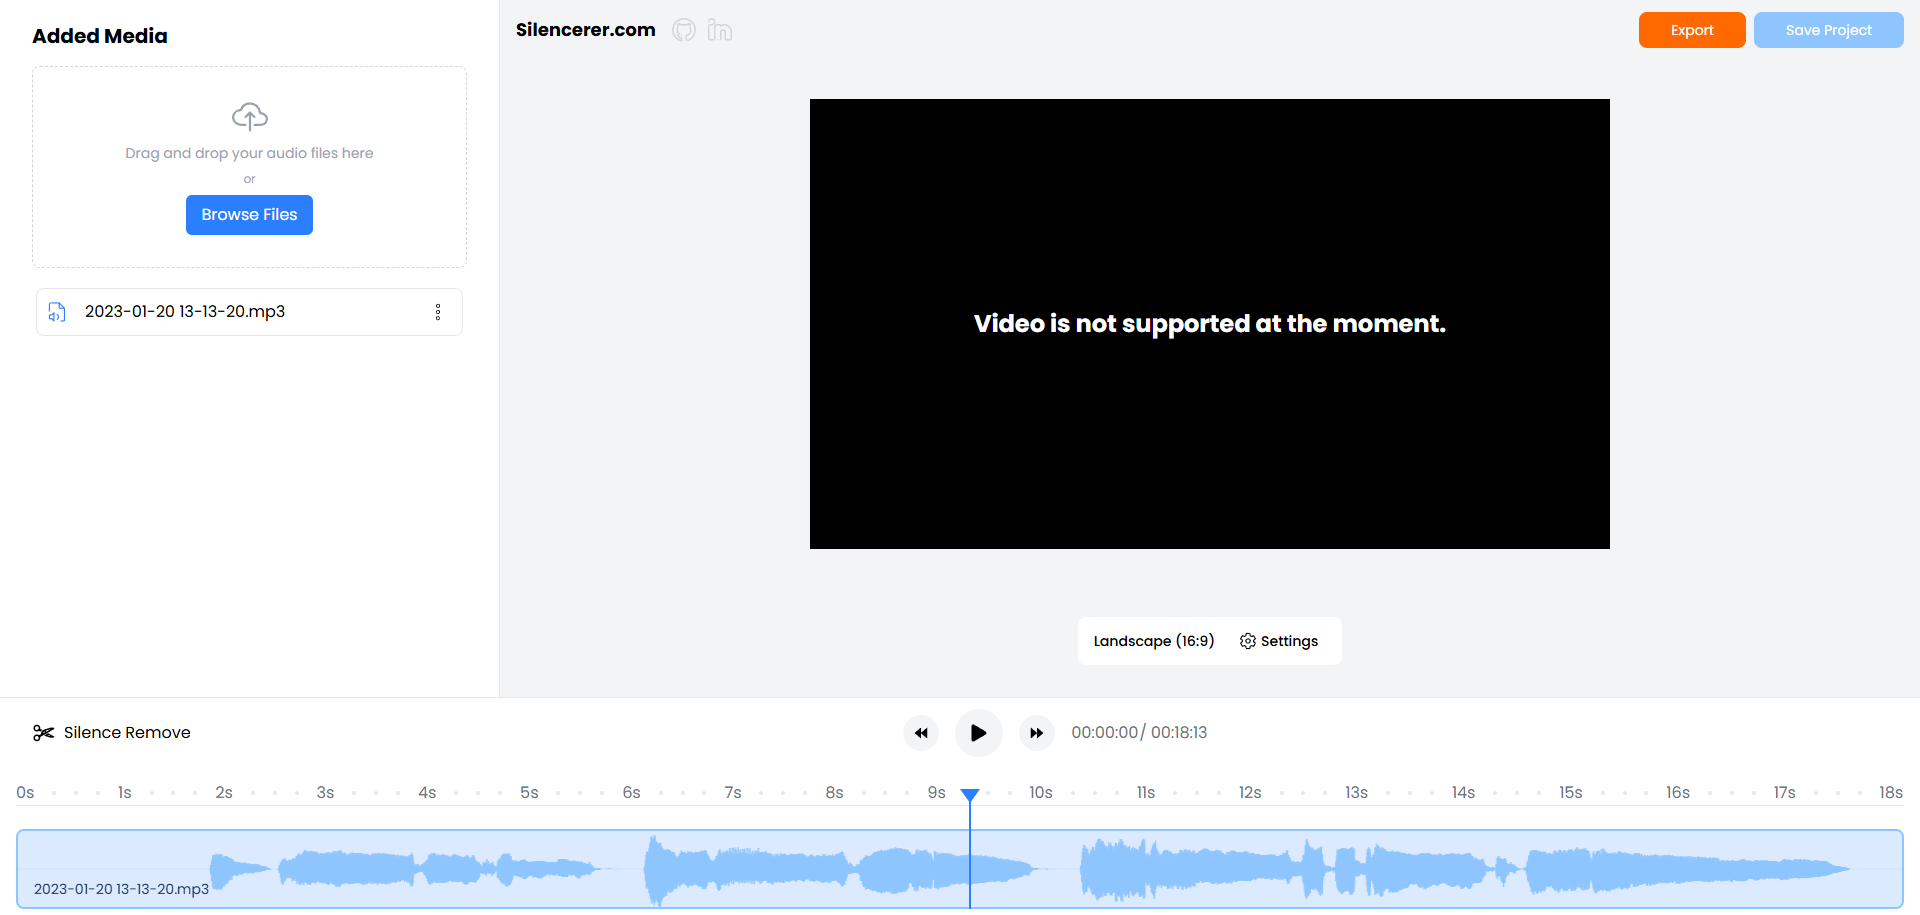 Added Media
Drag and drop your audio files here
or
Browse Files
2023-01-20 13-13-20.mp3
Silencerer.com
Export
Save Project
Video is not supported at the moment.
Landscape (16:9)
Settings
Silence Remove
00:00:00/ 00:18:13
0s 1s 2s 3s 4s 5s 6s 7s 8s 9s 10s 11s 12s 13s 14s 15s 16s 17s 18s
2023-01-20 13-13-20.mp3